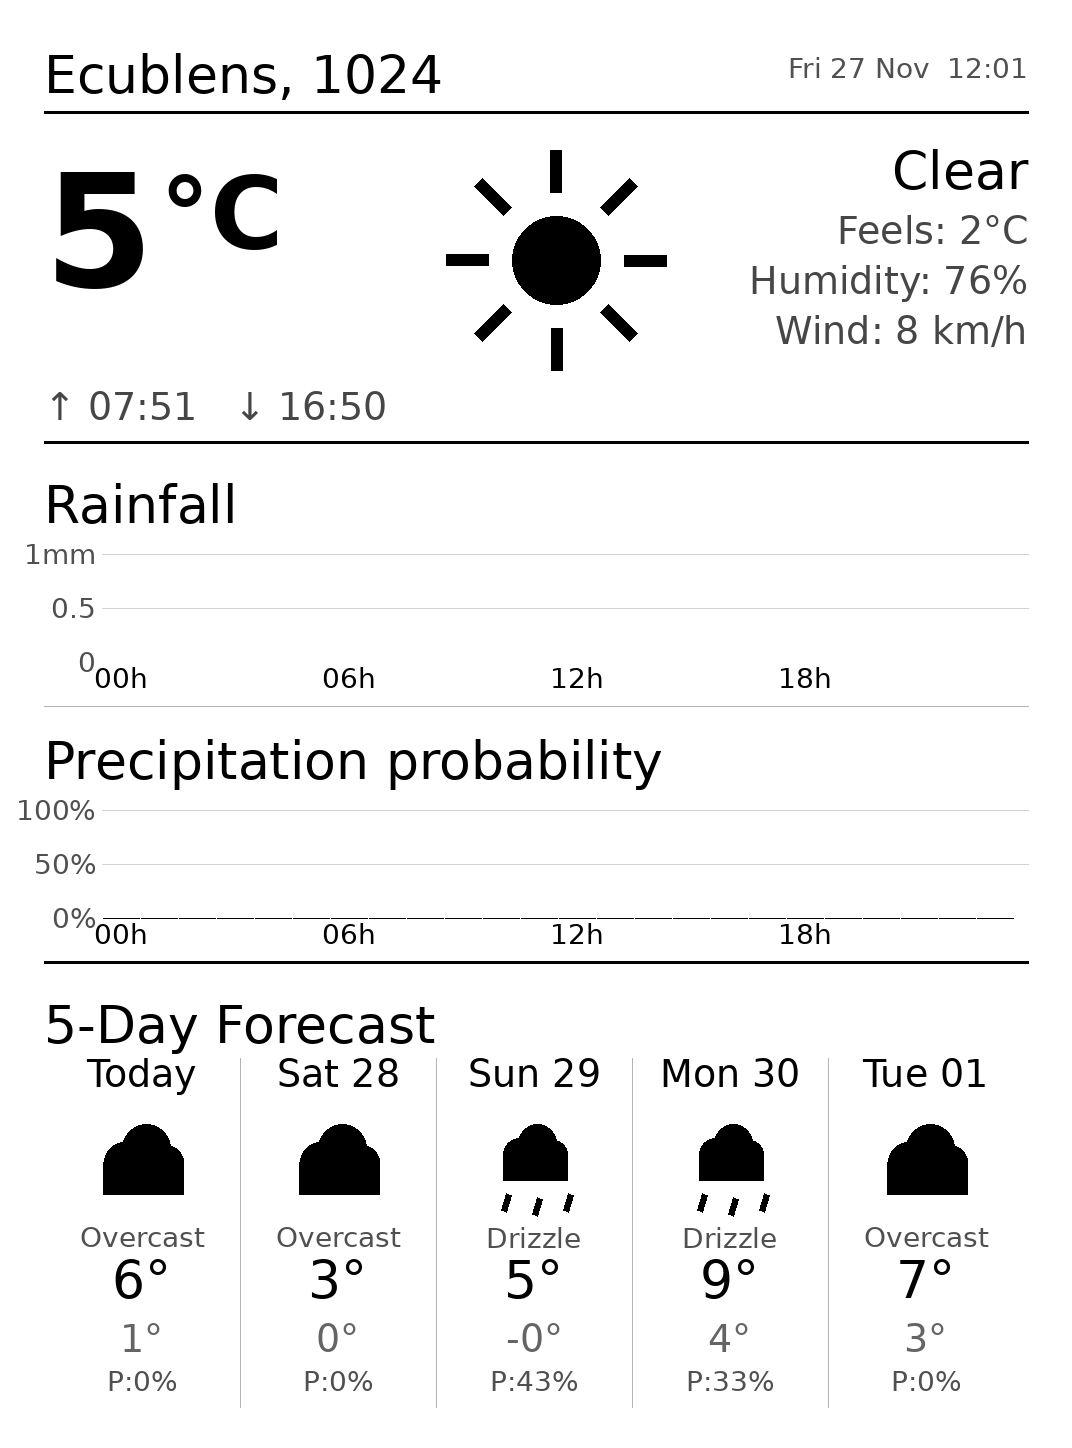 Ecublens, 1024
Fri 27 Nov  12:01
5°C
Clear
Feels: 2°C
Humidity: 76%
Wind: 8 km/h
↑ 07:51   ↓ 16:50
Rainfall
1mm
0.5
0
00h 06h 12h 18h
Precipitation probability
100%
50%
0%
00h 06h 12h 18h
5-Day Forecast
Today Sat 28 Sun 29 Mon 30 Tue 01
Overcast Overcast Drizzle Drizzle Overcast
6° 3° 5° 9° 7°
1° 0° -0° 4° 3°
P:0% P:0% P:43% P:33% P:0%